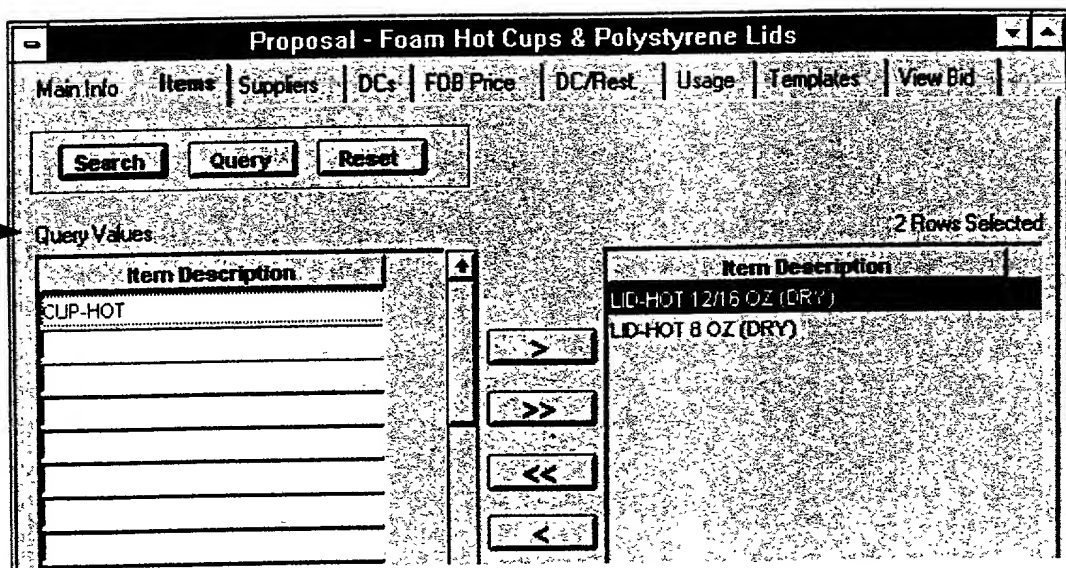 Proposal - Foam Hot Cups & Polystyrene Lids
Main Info Items Suppliers DCs FOB Price DC/Rest. Usage Templates View Bid
Search Query Reset
Query Values 2 Rows Selected
Item Description Item Description
CUP-HOT LID-HOT 12/16 OZ (DRY)
LID-HOT 8 OZ (DRY)
>
>>
<<
<